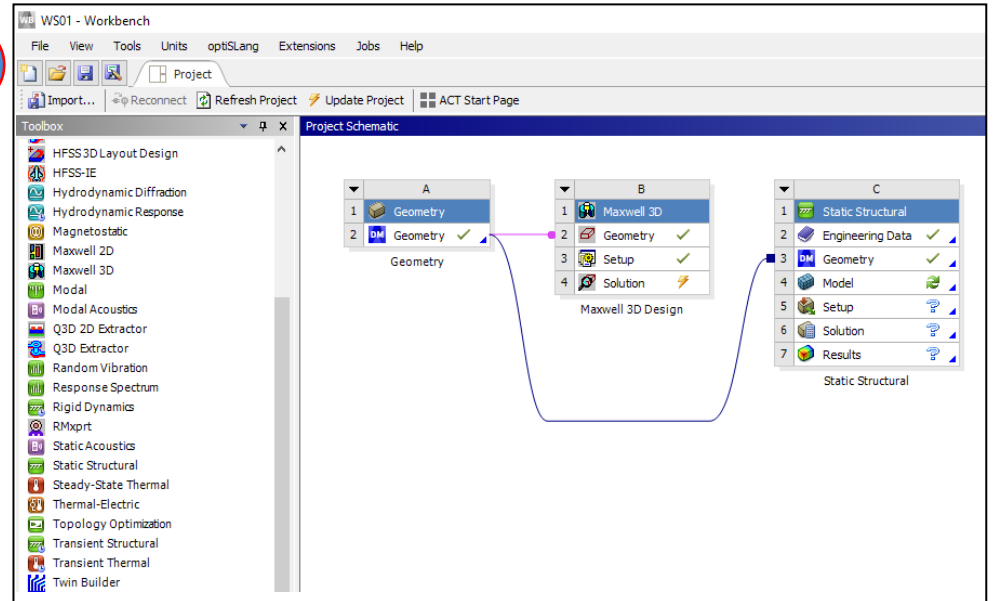 WB WS01 - Workbench
File View Tools Units optiSLang Extensions Jobs Help
Project
Import... Reconnect Refresh Project Update Project ACT Start Page
Toolbox
Project Schematic
HFSS 3D Layout Design
HFSS-IE
Hydrodynamic Diffraction
Hydrodynamic Response
Magnetostatic
Maxwell 2D
Maxwell 3D
Modal
Modal Acoustics
Q3D 2D Extractor
Q3D Extractor
Random Vibration
Response Spectrum
Rigid Dynamics
RMxprt
Static Acoustics
Static Structural
Steady-State Thermal
Thermal-Electric
Topology Optimization
Transient Structural
Transient Thermal
Twin Builder
A
1 Geometry
2 DM Geometry
Geometry
B
1 Maxwell 3D
2 Geometry
3 Setup
4 Solution
Maxwell 3D Design
C
1 Static Structural
2 Engineering Data
3 DM Geometry
4 Model
5 Setup
6 Solution
7 Results
Static Structural